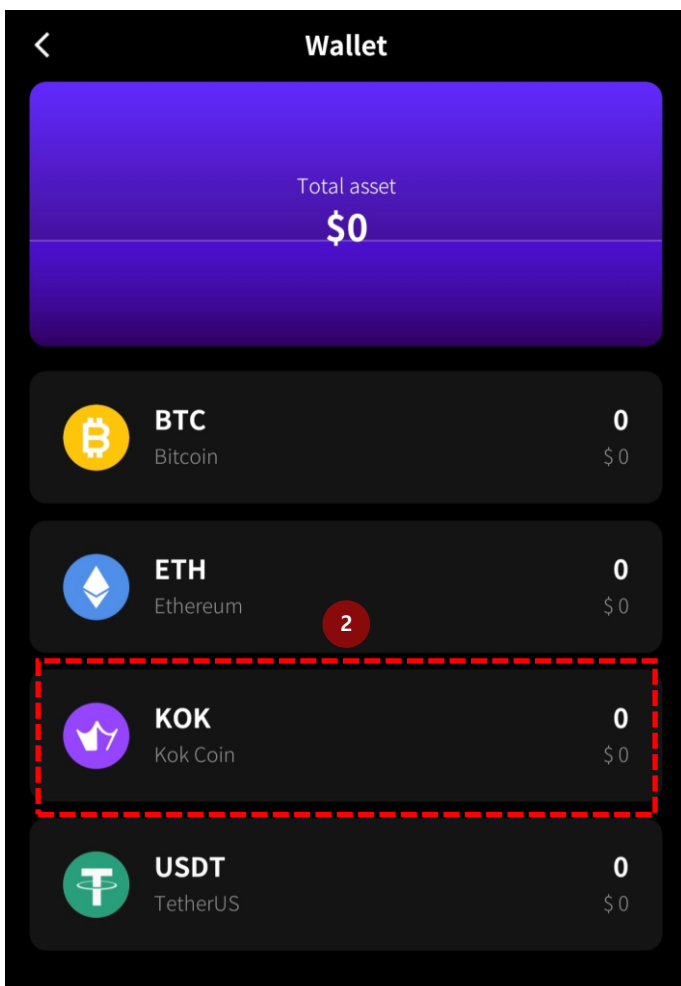 Wallet
Total asset
$0
BTC
0
Bitcoin
$ 0
ETH
0
Ethereum
$ 0
2
KOK
0
Kok Coin
$ 0
USDT
0
TetherUS
$ 0